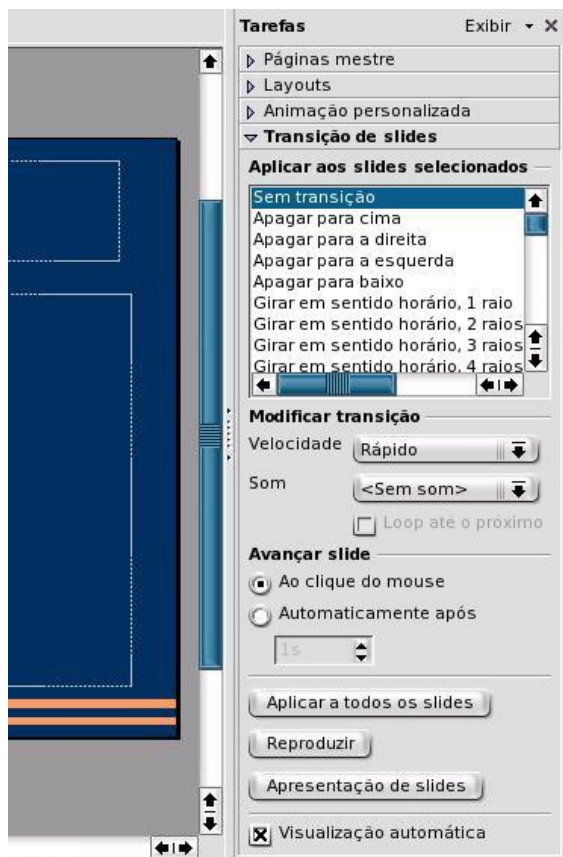 Tarefas Exibir
Páginas mestre
Layouts
Animação personalizada
Transição de slides
Aplicar aos slides selecionados
Sem transição
Apagar para cima
Apagar para a direita
Apagar para a esquerda
Apagar para baixo
Girar em sentido horário, 1 raio
Girar em sentido horário, 2 raios
Girar em sentido horário, 3 raios
Girar em sentido horário, 4 raios
Modificar transição
Velocidade Rápido
Som <Sem som>
Loop até o próximo
Avançar slide
Ao clique do mouse
Automaticamente após
1s
Aplicar a todos os slides
Reproduzir
Apresentação de slides
Visualização automática